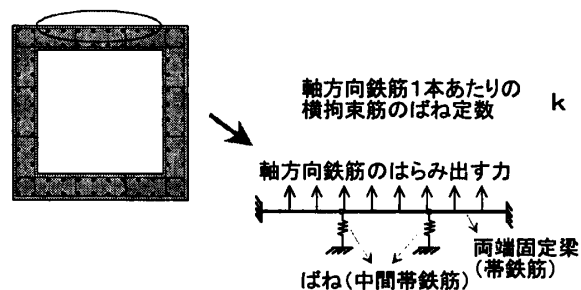 軸方向鉄筋1本あたりの
横拘束筋のばね定数
k
軸方向鉄筋のはらみ出す力
両端固定梁
(帯鉄筋)
ばね(中間帯鉄筋)